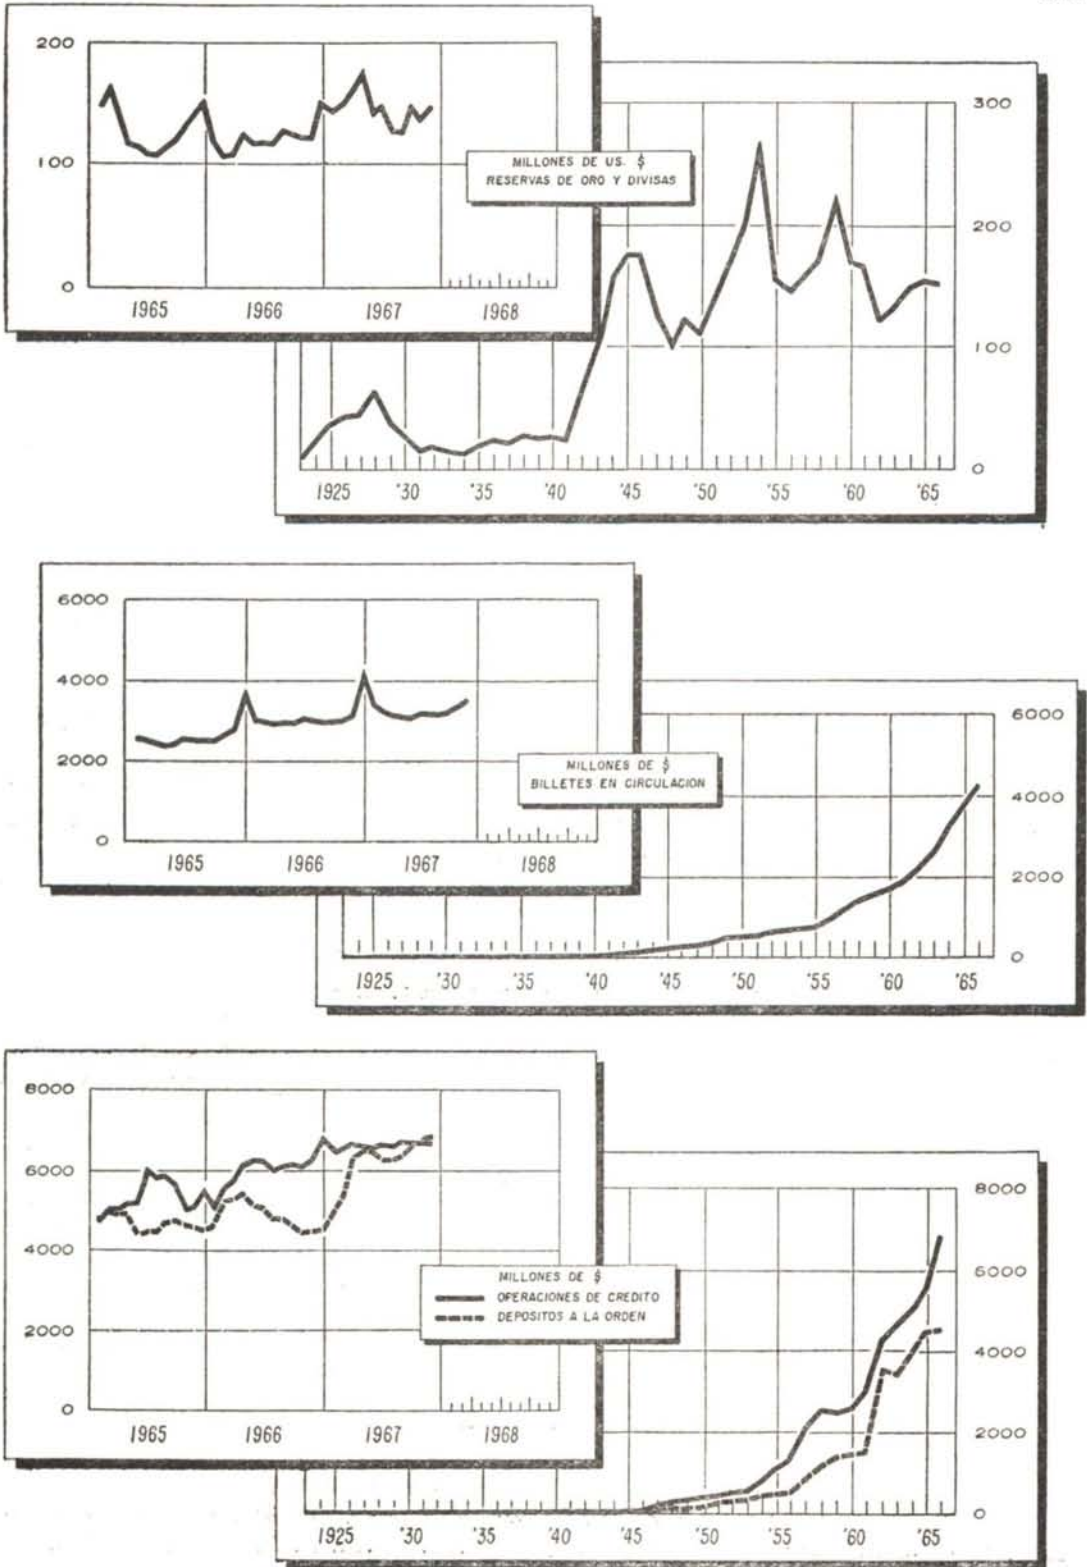 200
100
0
1965 1966 1967 1968
MILLONES DE US. $
RESERVAS DE ORO Y DIVISAS
300
200
100
0
1925 '30 '35 '40 '45 '50 '55 '60 '65
6000
4000
2000
0
1965 1966 1967 1968
MILLONES DE $
BILLETES EN CIRCULACION
6000
4000
2000
0
1925 '30 '35 '40 '45 '50 '55 '60 '65
8000
6000
4000
2000
0
1965 1966 1967 1968
MILLONES DE $
OPERACIONES DE CREDITO
DEPOSITOS A LA ORDEN
8000
6000
4000
2000
0
1925 '30 '35 '40 '45 '50 '55 '60 '65